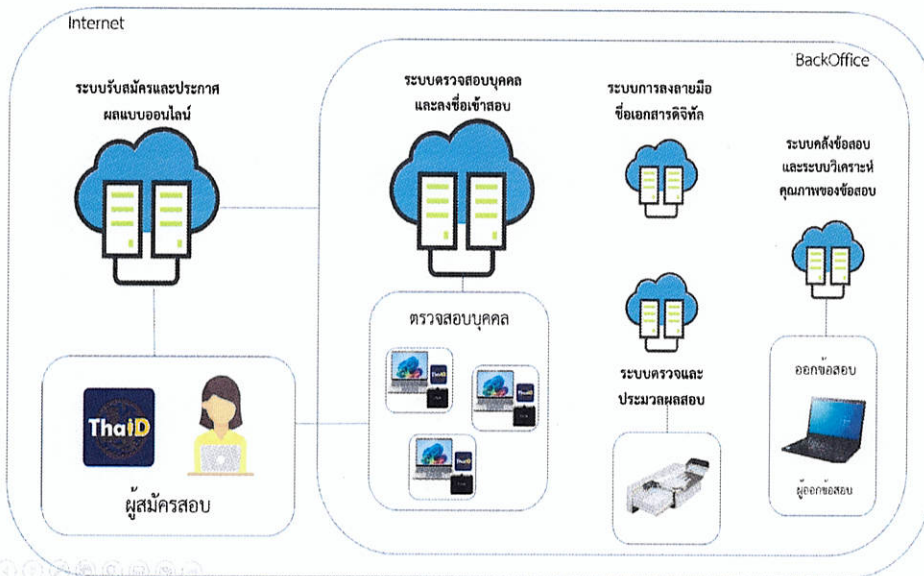 Internet
BackOffice
ระบบรับสมัครและประกาศ
ผลแบบออนไลน์
ระบบตรวจสอบบุคคล
และลงชื่อเข้าสอบ
ระบบการลงลายมือ
ชื่อเอกสารดิจิทัล
ระบบคลังข้อสอบ
และระบบวิเคราะห์
คุณภาพของข้อสอบ
ตรวจสอบบุคคล
ThaID
ThaID
ThaID
ระบบตรวจและ
ประมวลผลสอบ
ออกข้อสอบ
ThaID
ผู้สมัครสอบ
ผู้ออกข้อสอบ